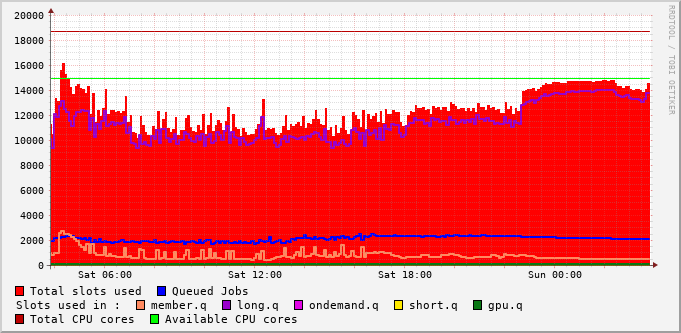 RRDTOOL / TOBI OETIKER
20000
18000
16000
14000
12000
10000
8000
6000
4000
2000
0
Sat 06:00 Sat 12:00 Sat 18:00 Sun 00:00
Total slots used Queued Jobs
Slots used in : member.q long.q ondemand.q short.q gpu.q
Total CPU cores Available CPU cores